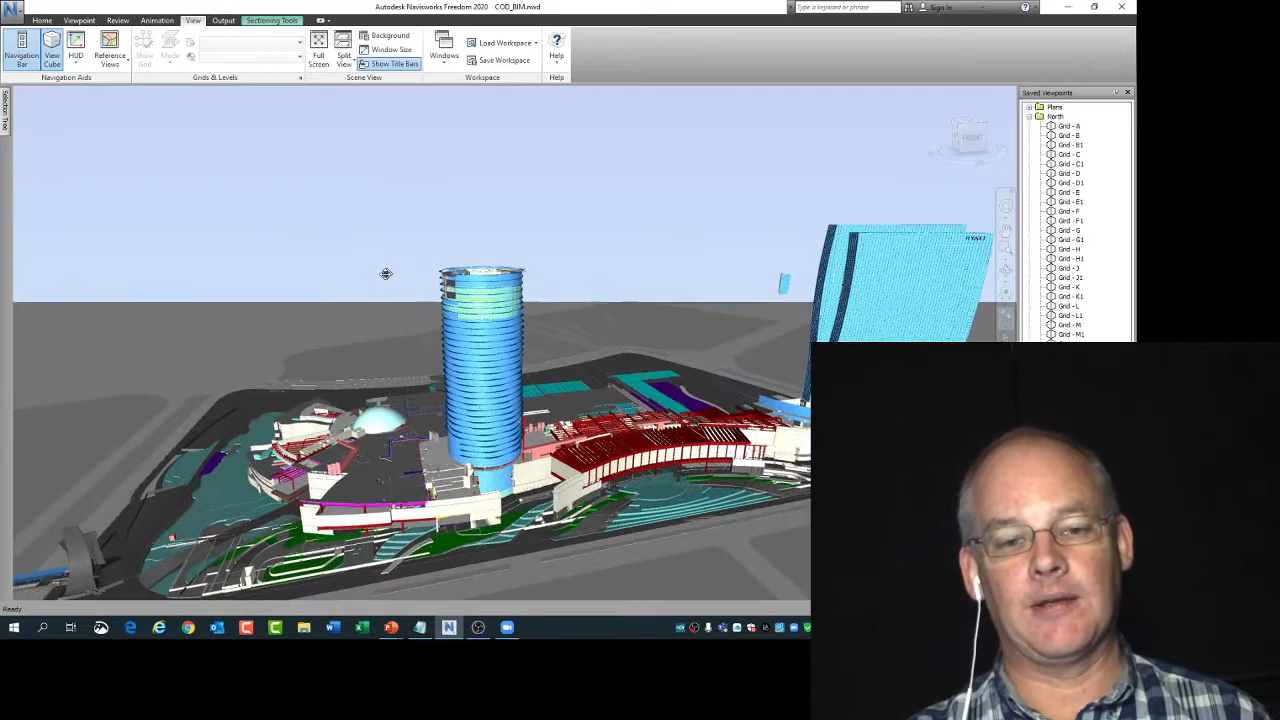 Autodesk Navisworks Freedom 2020 COD_BIM.nwd
Type a keyword or phrase
Sign In
Home Viewpoint Review Animation View Output Sectioning Tools
Navigation Bar
View Cube
HUD
Reference Views
Show Grid
Mode
Full Screen
Split View
Background
Window Size
Show Title Bars
Windows
Load Workspace
Save Workspace
Help
Navigation Aids
Grids & Levels
Scene View
Workspace
Help
Saved Viewpoints
Plans
North
Grid - A
Grid - B
Grid - B1
Grid - C
Grid - C1
Grid - D
Grid - D1
Grid - E
Grid - E1
Grid - F
Grid - F1
Grid - G
Grid - G1
Grid - H
Grid - H1
Grid - J
Grid - J1
Grid - K
Grid - K1
Grid - L
Grid - L1
Grid - M
Grid - M1
FRONT
Ready